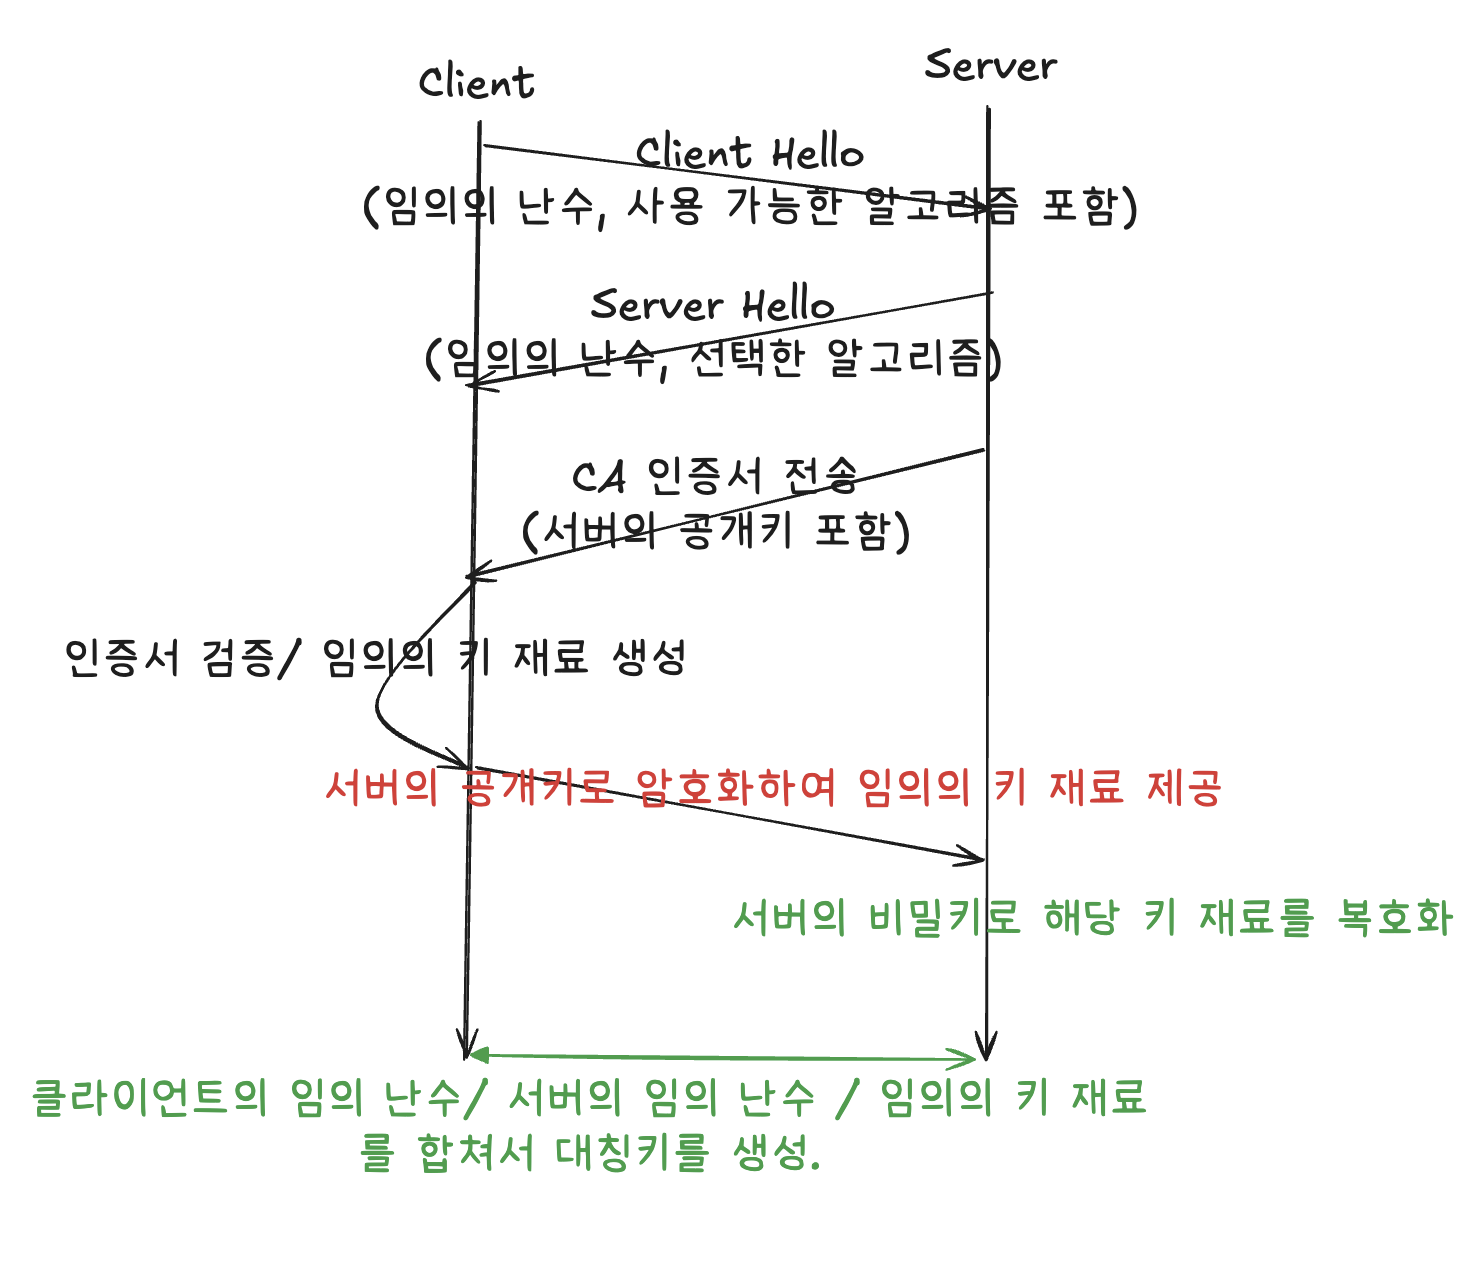 Client
Server
Client Hello
(임의의 난수, 사용 가능한 알고리즘 포함)
Server Hello
(임의의 난수, 선택한 알고리즘)
CA 인증서 전송
(서버의 공개키 포함)
인증서 검증/ 임의의 키 재료 생성
서버의 공개키로 암호화하여 임의의 키 재료 제공
서버의 비밀키로 해당 키 재료를 복호화
클라이언트의 임의 난수/ 서버의 임의 난수 / 임의의 키 재료
를 합쳐서 대칭키를 생성.